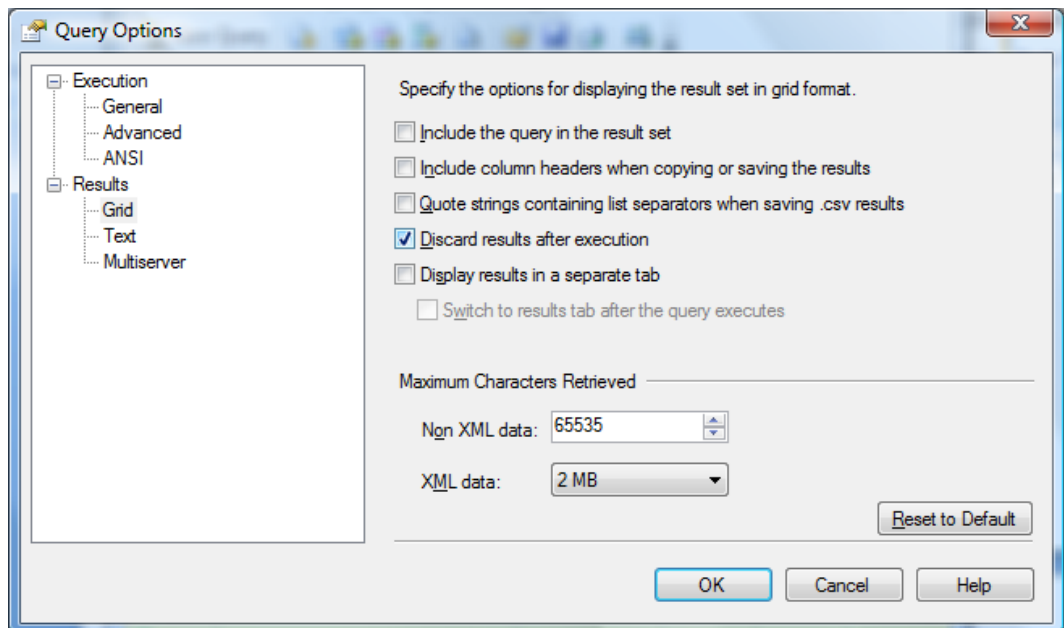 Query Options
Execution
General
Advanced
ANSI
Results
Grid
Text
Multiserver
Specify the options for displaying the result set in grid format.
Include the query in the result set
Include column headers when copying or saving the results
Quote strings containing list separators when saving .csv results
Discard results after execution
Display results in a separate tab
Switch to results tab after the query executes
Maximum Characters Retrieved
Non XML data: 65535
XML data: 2 MB
Reset to Default
OK Cancel Help